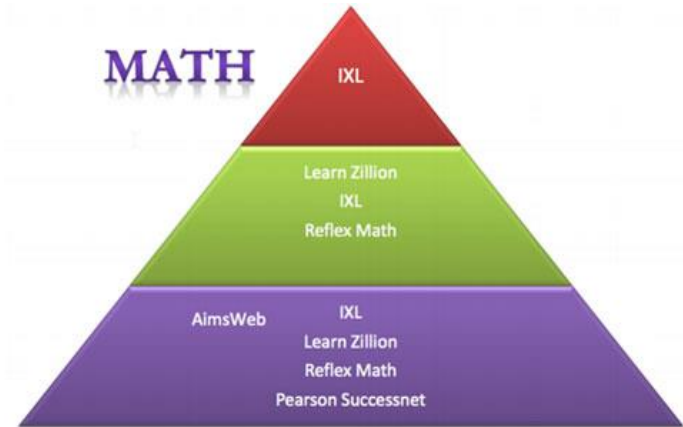 MATH
IXL
Learn Zillion
IXL
Reflex Math
AimsWeb
IXL
Learn Zillion
Reflex Math
Pearson Successnet